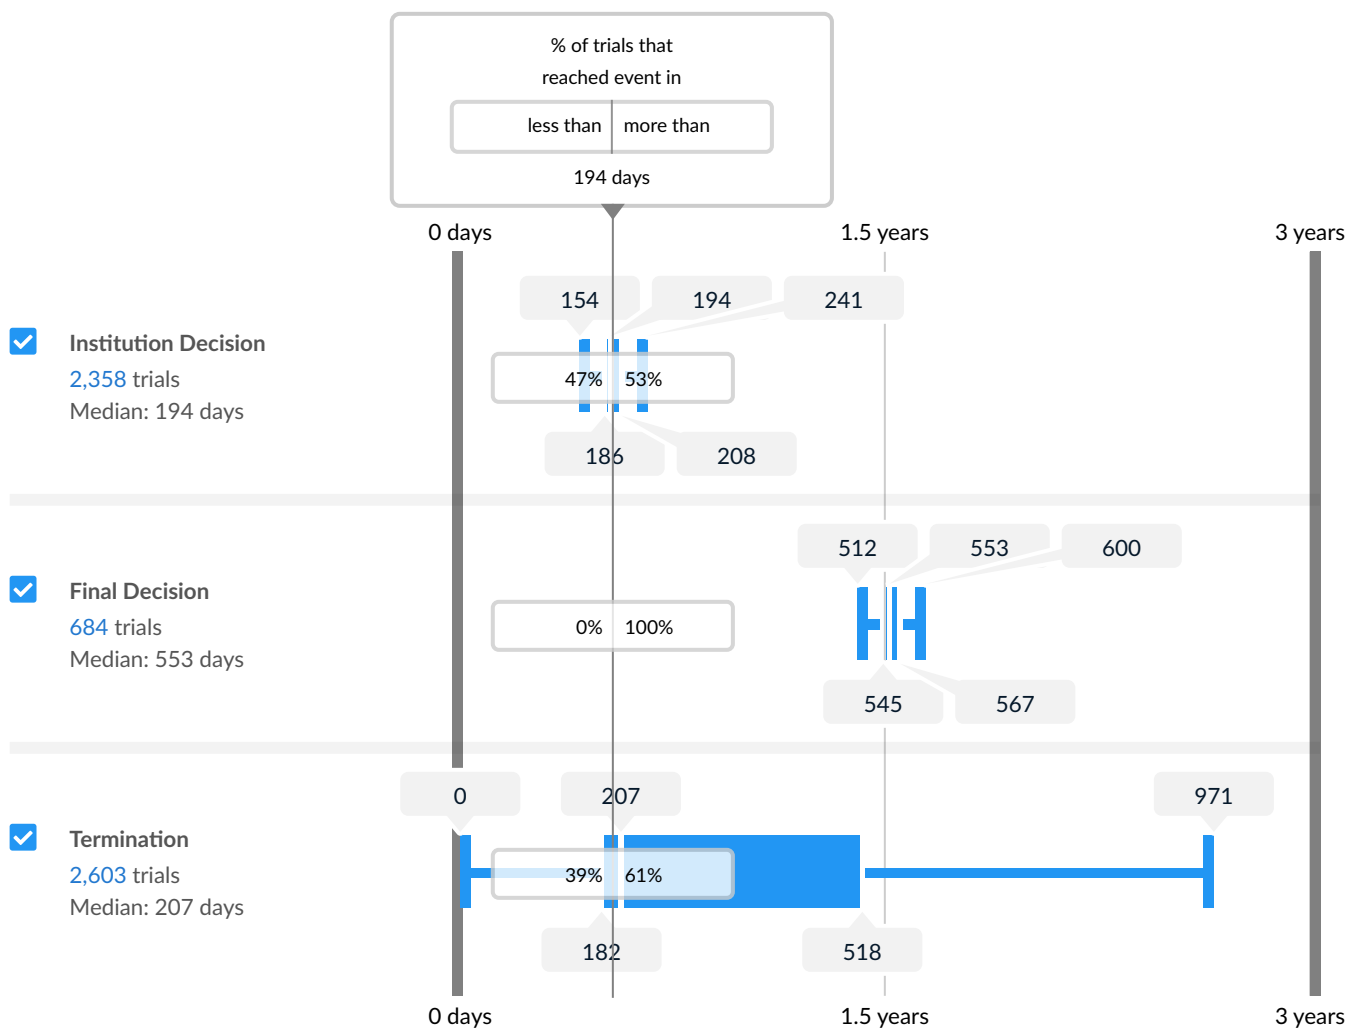 % of trials that
reached event in
less than more than
194 days
0 days 1.5 years 3 years
154 194 241
Institution Decision
2,358 trials
Median: 194 days
47% 53%
186 208
512 553 600
Final Decision
684 trials
Median: 553 days
0% 100%
545 567
0 207 971
Termination
2,603 trials
Median: 207 days
39% 61%
182 518
0 days 1.5 years 3 years